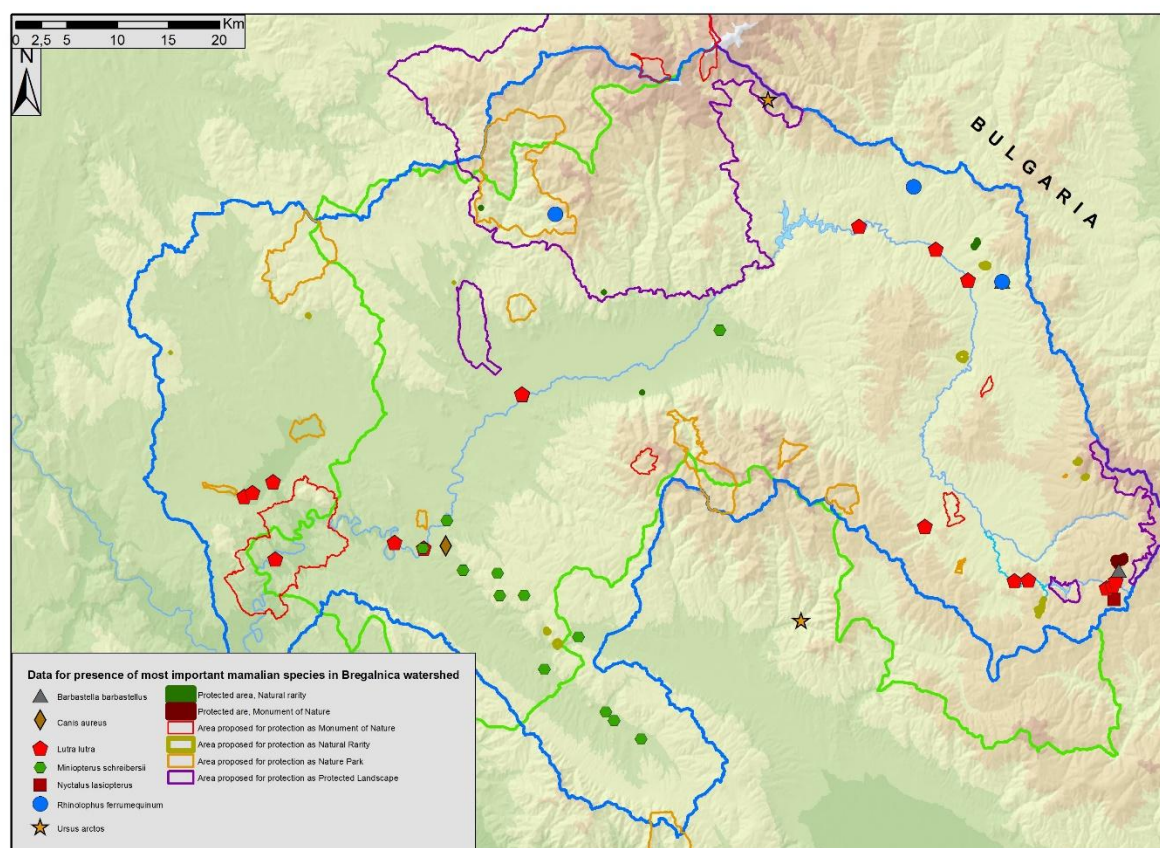 Km
0 2,5 5 10 15 20
N
BULGARIA
Data for presence of most important mamalian species in Bregalnica watershed
Barbastella barbastellus
Canis aureus
Lutra lutra
Miniopterus schreibersii
Nyctalus lasiopterus
Rhinolophus ferrumequinum
Ursus arctos
Protected area, Natural rarity
Protected are, Monument of Nature
Area proposed for protection as Monument of Nature
Area proposed for protection as Natural Rarity
Area proposed for protection as Nature Park
Area proposed for protection as Protected Landscape